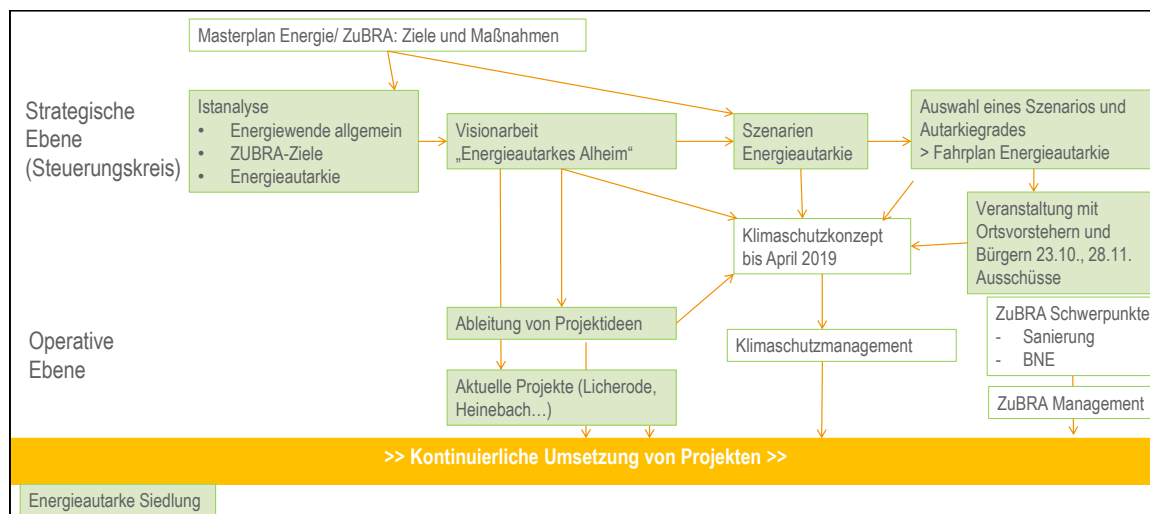 Masterplan Energie/ ZuBRA: Ziele und Maßnahmen
Strategische
Ebene
(Steuerungskreis)
Istanalyse
• Energiewende allgemein
• ZUBRA-Ziele
• Energieautarkie
Visionarbeit
„Energieautarkes Alheim“
Szenarien
Energieautarkie
Auswahl eines Szenarios und
Autarkiegrades
> Fahrplan Energieautarkie
Klimaschutzkonzept
bis April 2019
Veranstaltung mit
Ortsvorstehern und
Bürgern 23.10., 28.11.
Ausschüsse
Operative
Ebene
Ableitung von Projektideen
Klimaschutzmanagement
ZuBRA Schwerpunkte
- Sanierung
- BNE
Aktuelle Projekte (Licherode,
Heinebach…)
ZuBRA Management
>> Kontinuierliche Umsetzung von Projekten >>
Energieautarke Siedlung